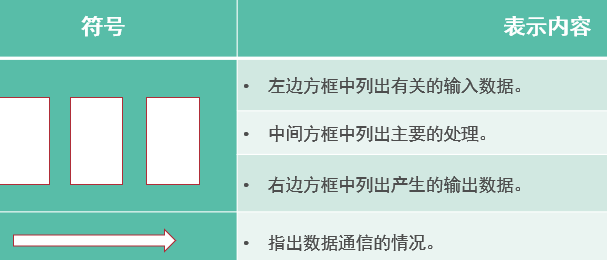 符号
表示内容
• 左边方框中列出有关的输入数据。
• 中间方框中列出主要的处理。
• 右边方框中列出产生的输出数据。
• 指出数据通信的情况。